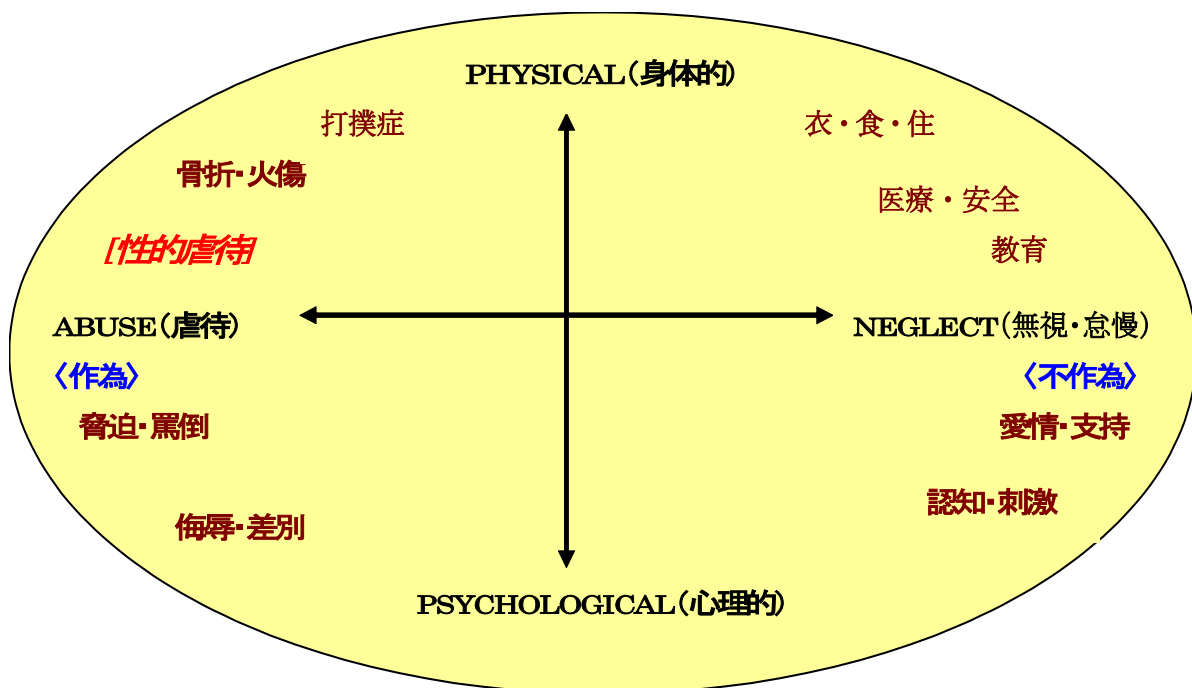 PHYSICAL（身体的）
打撲症
衣・食・住
骨折・火傷
医療・安全
[性的虐待]
教育
ABUSE（虐待）
NEGLECT（無視・怠慢）
〈作為〉
〈不作為〉
脅迫・罵倒
愛情・支持
認知・刺激
侮辱・差別
PSYCHOLOGICAL（心理的）